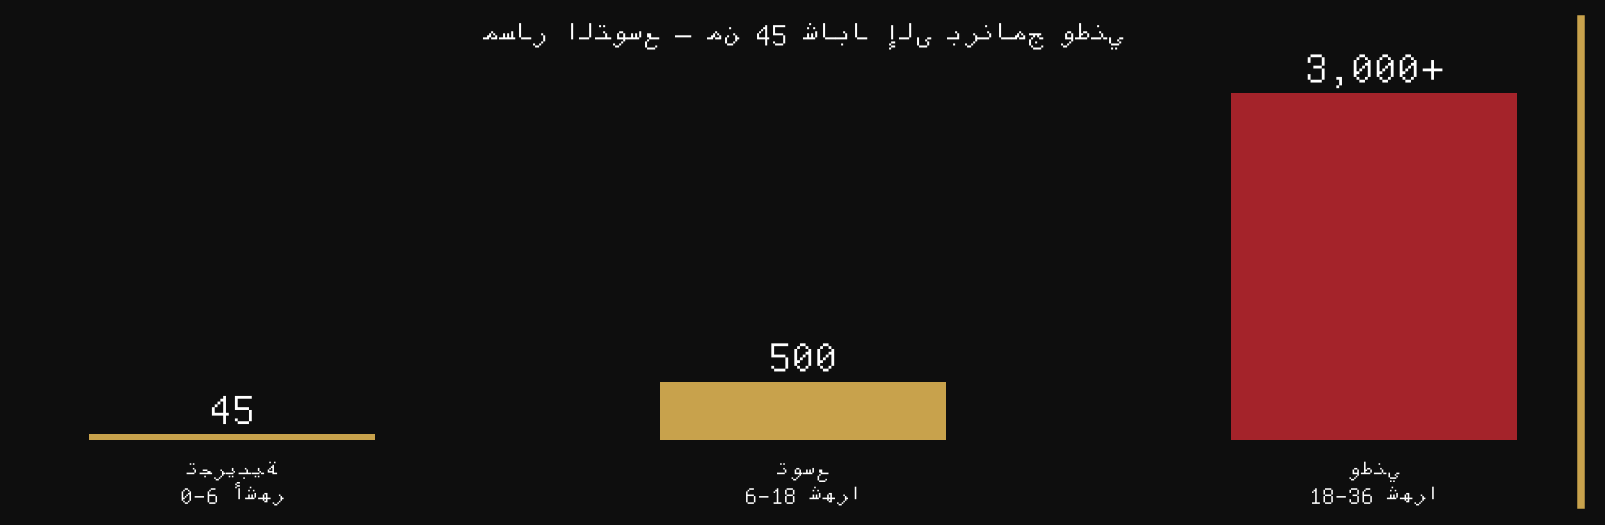 مسار التوسع – من 45 شابا إلى برنامج وطني
3,000+
500
45
تجريبية
0–6 أشهر
توسع
6–18 شهرا
وطني
18–36 شهرا